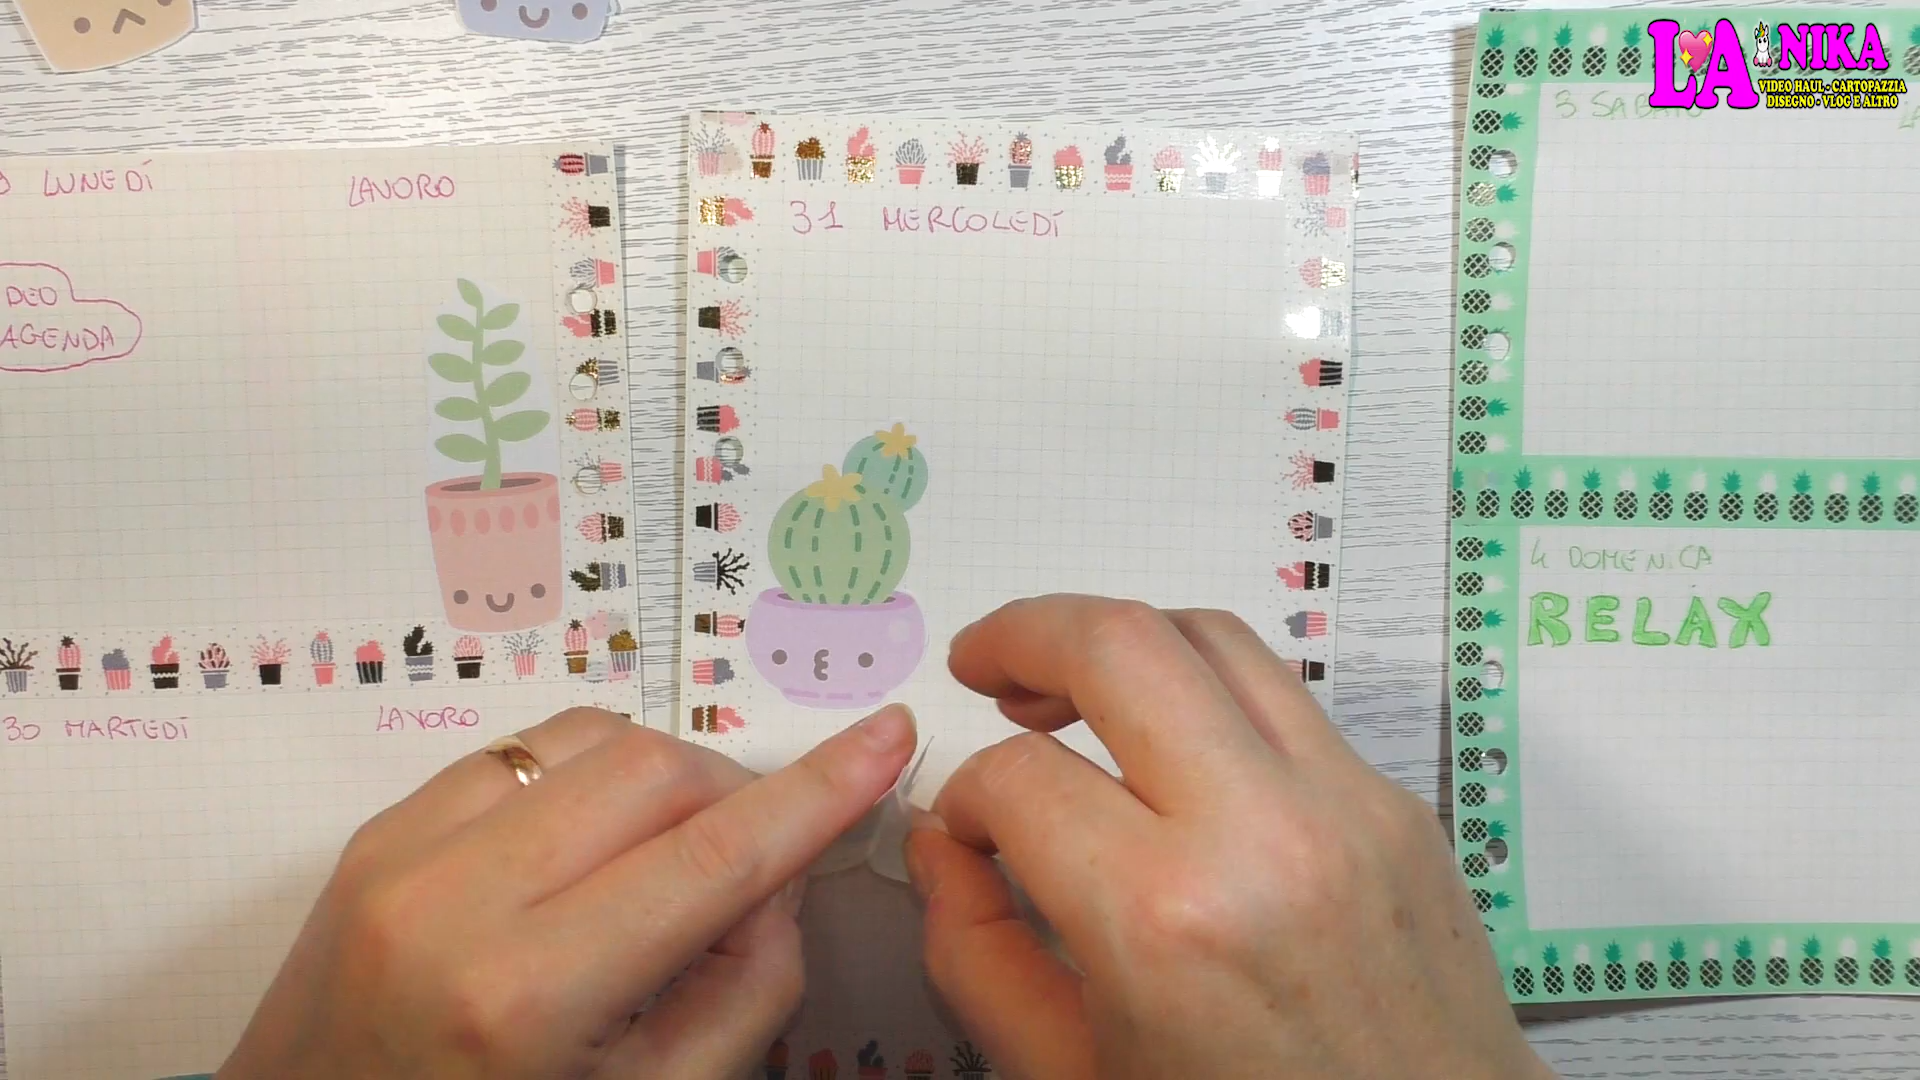 LA NIKA
VIDEO HAUL - CARTOPAZZIA
DISEGNO - VLOG E ALTRO
LUNEDÌ LAVORO
DEO
AGENDA
30 MARTEDÌ LAVORO
31 MERCOLEDÌ
3 SABATO
4 DOMENICA
RELAX